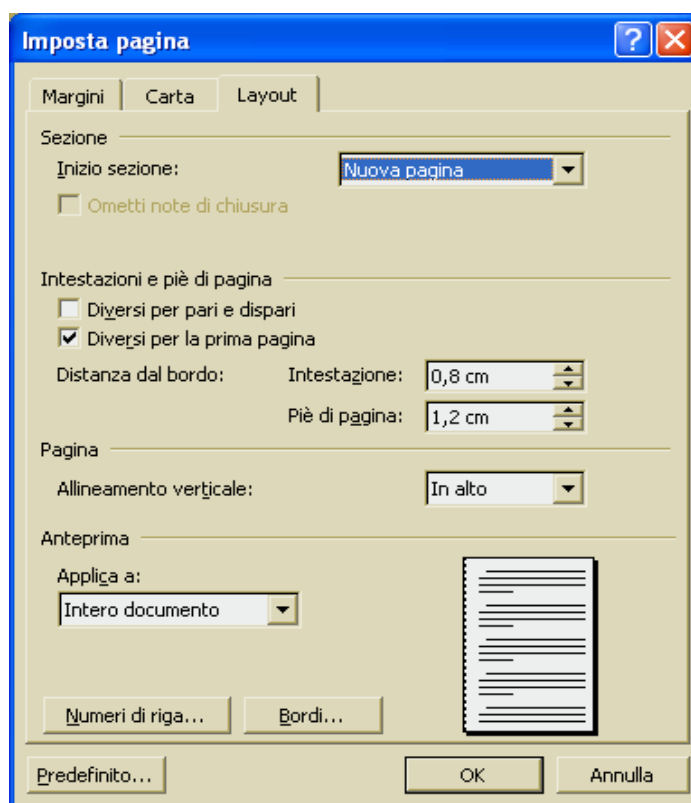 Imposta pagina
Margini Carta Layout
Sezione
Inizio sezione: Nuova pagina
Ometti note di chiusura
Intestazioni e piè di pagina
Diversi per pari e dispari
Diversi per la prima pagina
Distanza dal bordo: Intestazione: 0,8 cm
Piè di pagina: 1,2 cm
Pagina
Allineamento verticale: In alto
Anteprima
Applica a:
Intero documento
Numeri di riga... Bordi...
Predefinito... OK Annulla